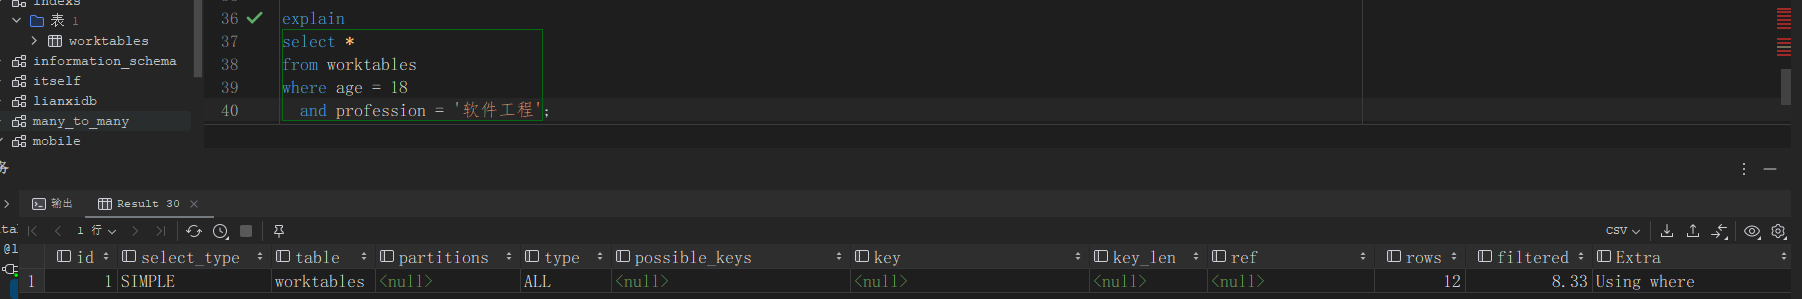 indexs
表 1
worktables
information_schema
itself
lianxidb
many_to_many
mobile
36 explain
37 select *
38 from worktables
39 where age = 18
40 and profession = '软件工程';
务
输出 Result 30
1 行
CSV
id select_type table partitions type possible_keys key key_len ref rows filtered Extra
1 1 SIMPLE worktables <null> ALL <null> <null> <null> <null> 12 8.33 Using where